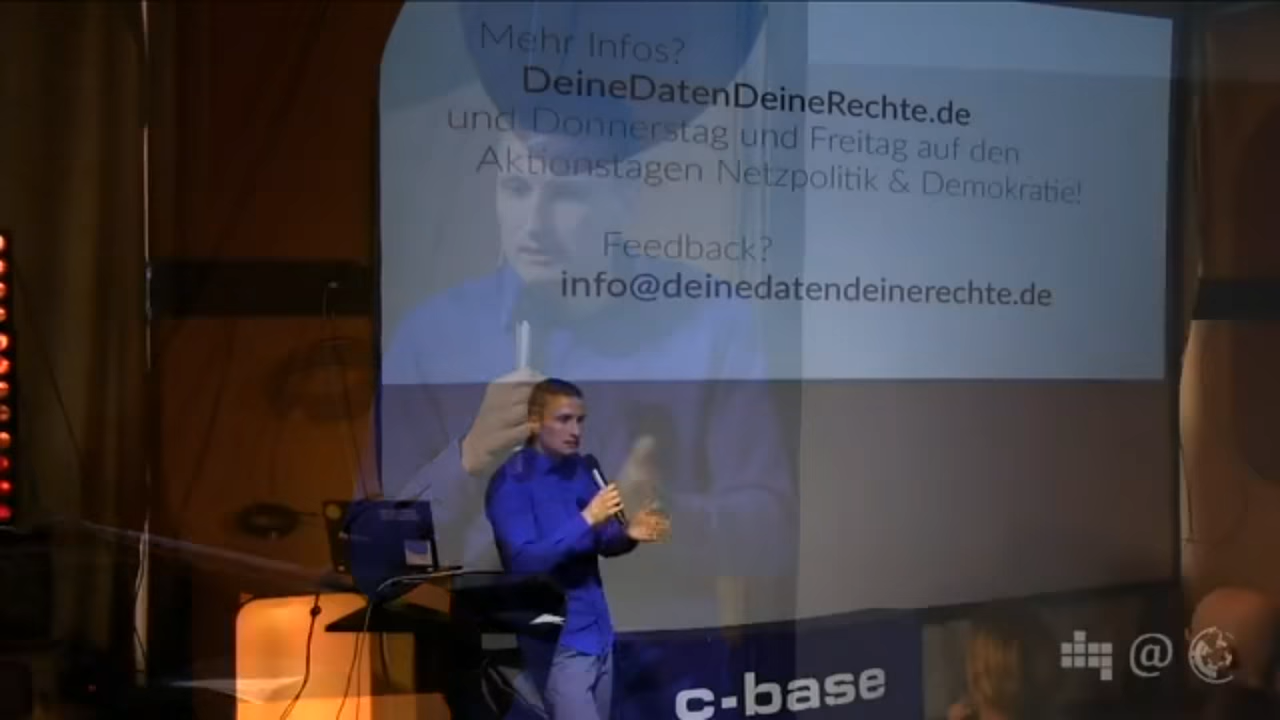 Mehr Infos?
DeineDatenDeineRechte.de
und Donnerstag und Freitag auf den
Aktionstagen Netzpolitik & Demokratie!
Feedback?
info@deinedatendeinerechte.de
c-base
@